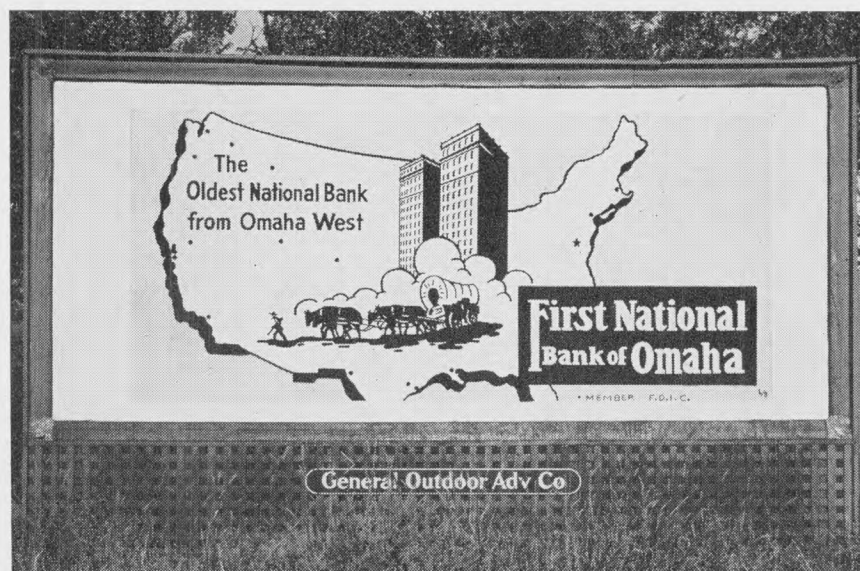 The
Oldest National Bank
from Omaha West
First National
Bank of Omaha
MEMBER F.D.I.C.
General Outdoor Adv Co